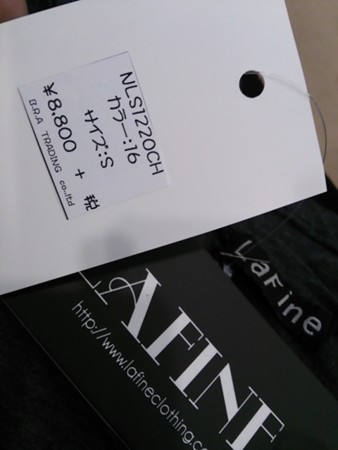 NLS1220CH
カラー:16
サイズ:S
¥8,800 + 税
B.R.A TRADING co.,ltd
LaFine
LAFINE
http://www.lafineclothing.co